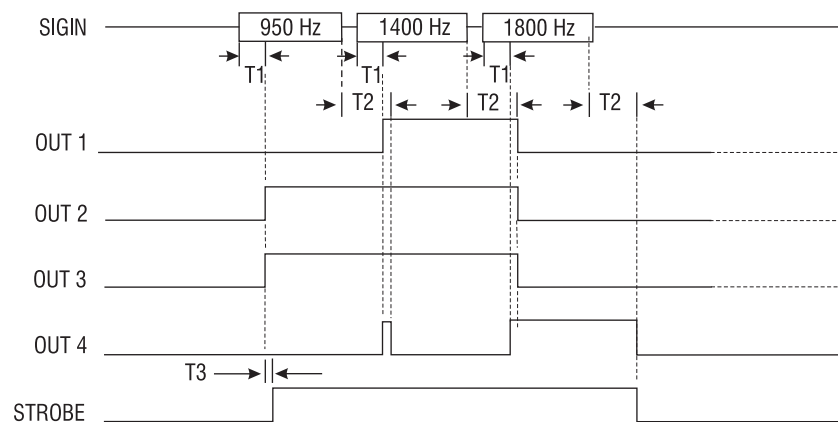 SIGIN 950 Hz 1400 Hz 1800 Hz
T1 T1 T1
T2 T2 T2
OUT 1
OUT 2
OUT 3
OUT 4
T3
STROBE